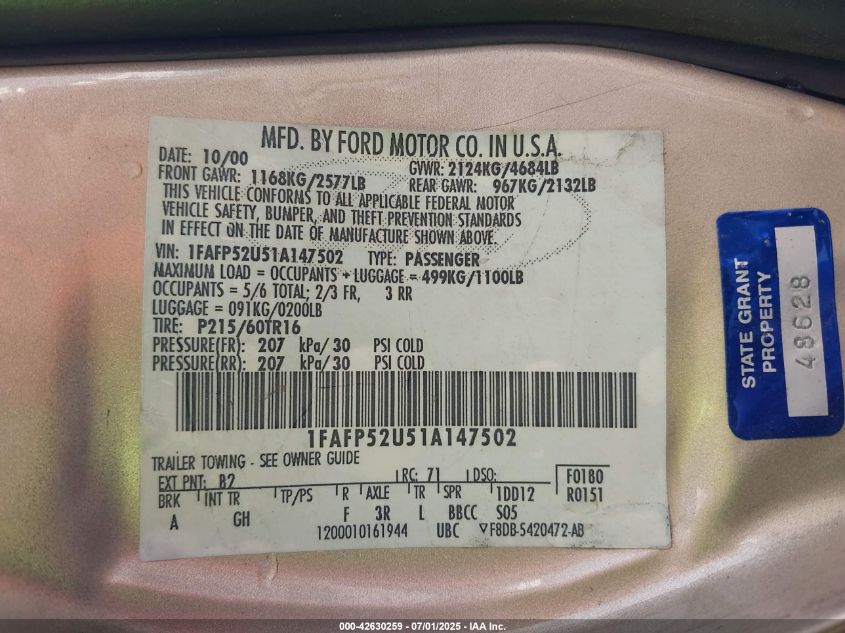 MFD. BY FORD MOTOR CO. IN U.S.A.
DATE: 10/00 GVWR: 2124KG/4684LB
FRONT GAWR: 1168KG/2577LB REAR GAWR: 967KG/2132LB
THIS VEHICLE CONFORMS TO ALL APPLICABLE FEDERAL MOTOR
VEHICLE SAFETY, BUMPER, AND THEFT PREVENTION STANDARDS
IN EFFECT ON THE DATE OF MANUFACTURE SHOWN ABOVE.
VIN: 1FAFP52U51A147502 TYPE: PASSENGER
MAXIMUM LOAD = OCCUPANTS + LUGGAGE = 499KG/1100LB
OCCUPANTS = 5/6 TOTAL; 2/3 FR, 3 RR
LUGGAGE = 091KG/0200LB
TIRE: P215/60TR16
PRESSURE(FR): 207 kPa/30 PSI COLD
PRESSURE(RR): 207 kPa/30 PSI COLD
1FAFP52U51A147502
TRAILER TOWING - SEE OWNER GUIDE
EXT PNT: B2 RC: 71 DSO: F0180
BRK INT TR TP/PS R AXLE TR SPR 1DD12 R0151
A GH F 3R L BBCC S05
1200010161944 UBC ▽F8DB-5420472-AB
STATE GRANT
PROPERTY
48628
000-42630259 - 07/01/2025 - IAA Inc.